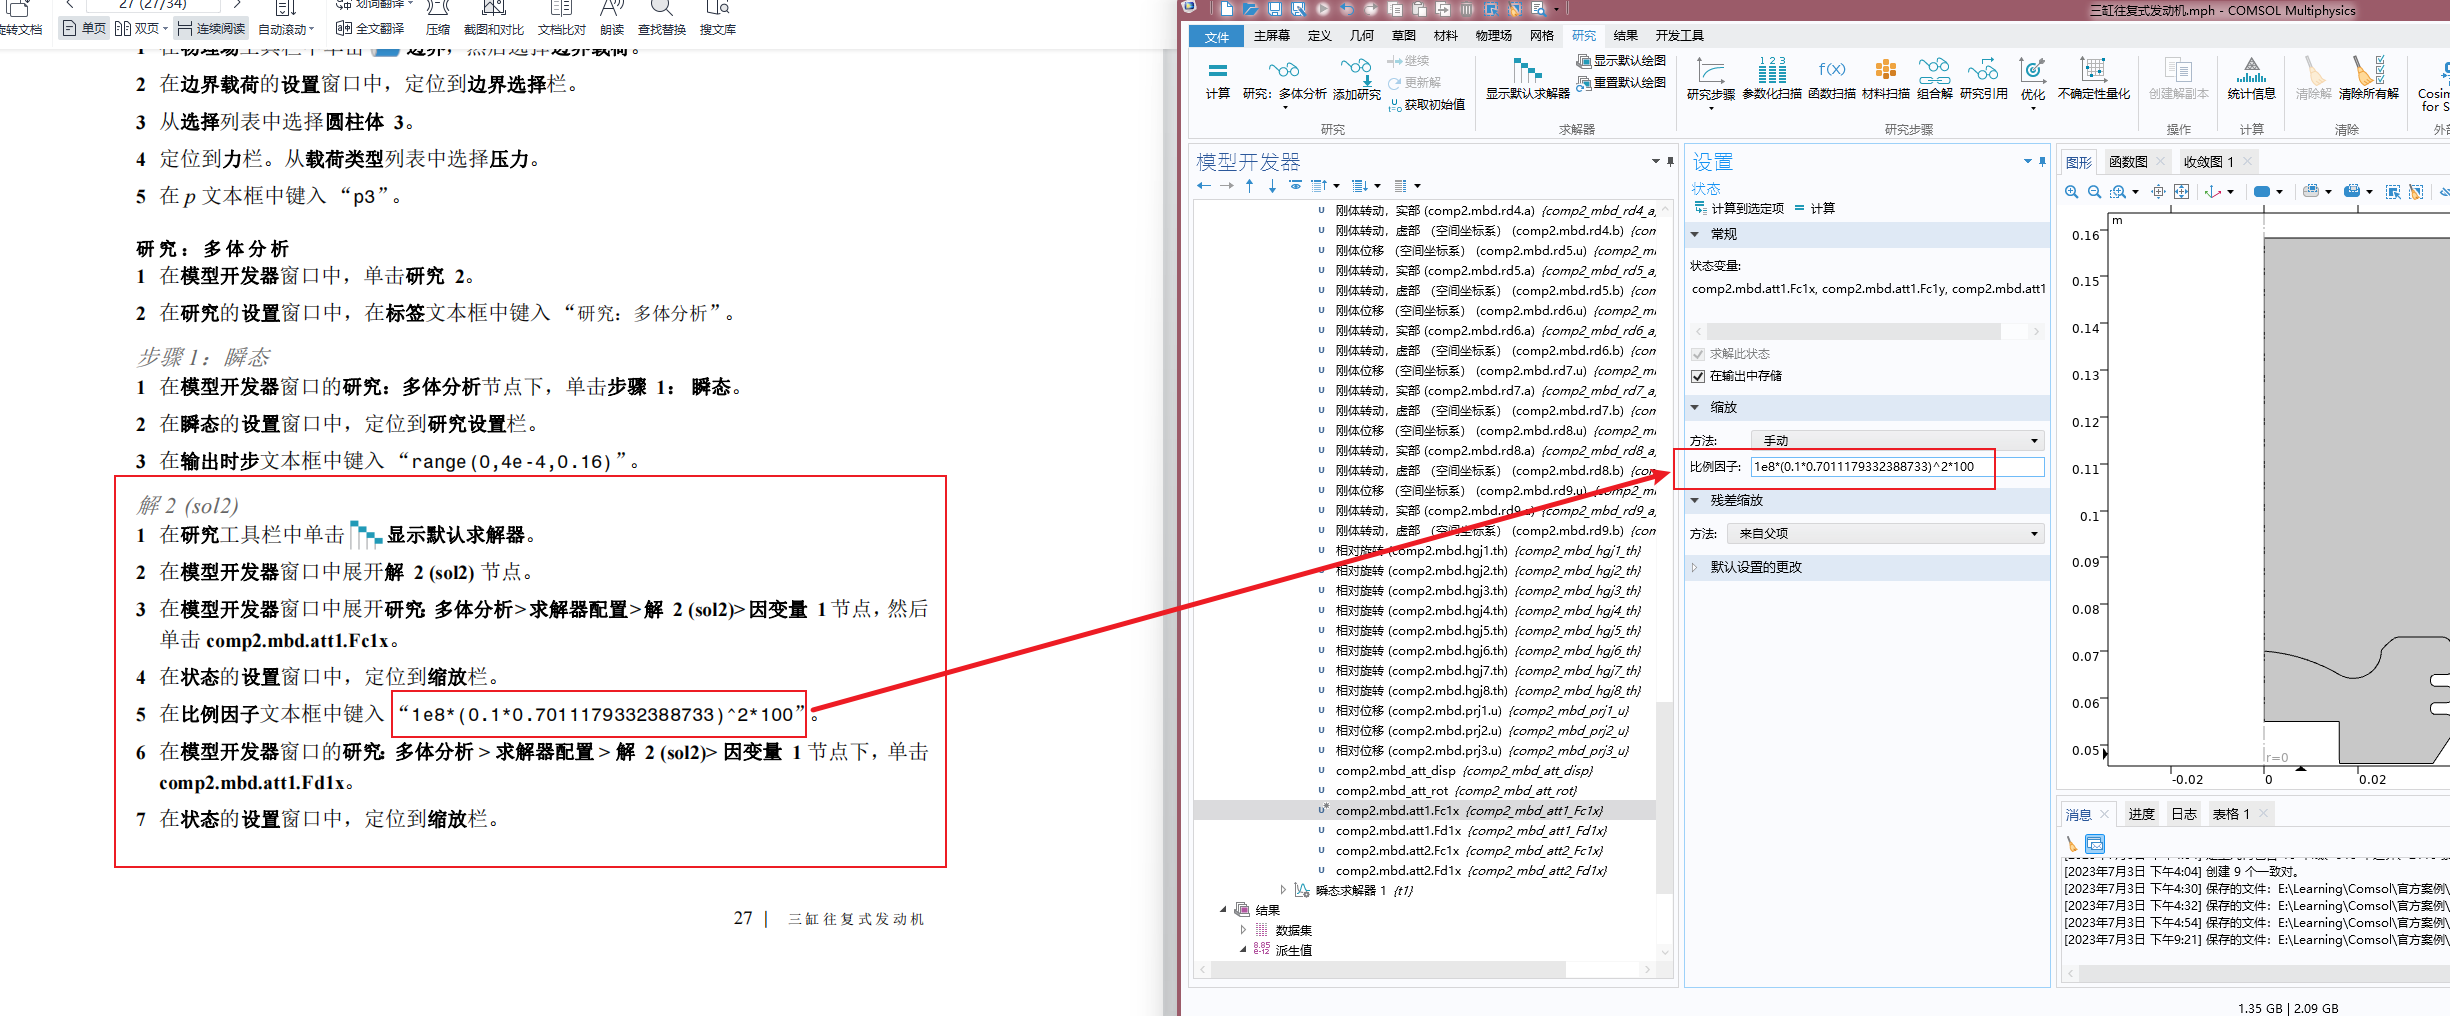 27 (27/34)
旋转文档
单页
双页
连续阅读
自动滚动
划词翻译
全文翻译
压缩
截图和对比
文档比对
朗读
查找替换
搜文库
2 在边界载荷的设置窗口中，定位到边界选择栏。
3 从选择列表中选择圆柱体 3。
4 定位到力栏。从载荷类型列表中选择压力。
5 在 p 文本框中键入 “p3”。
研究：多体分析
1 在模型开发器窗口中，单击研究 2。
2 在研究的设置窗口中，在标签文本框中键入 “研究：多体分析”。
步骤 1：瞬态
1 在模型开发器窗口的研究：多体分析节点下，单击步骤 1： 瞬态。
2 在瞬态的设置窗口中，定位到研究设置栏。
3 在输出时步文本框中键入 “range(0,4e-4,0.16)”。
解 2 (sol2)
1 在研究工具栏中单击 显示默认求解器。
2 在模型开发器窗口中展开解 2 (sol2) 节点。
3 在模型开发器窗口中展开研究: 多体分析>求解器配置>解 2 (sol2)>因变量 1节点，然后
单击 comp2.mbd.att1.Fc1x。
4 在状态的设置窗口中，定位到缩放栏。
5 在比例因子文本框中键入 “1e8*(0.1*0.7011179332388733)^2*100”。
6 在模型开发器窗口的研究: 多体分析 > 求解器配置 > 解 2 (sol2)> 因变量 1 节点下，单击
comp2.mbd.att1.Fd1x。
7 在状态的设置窗口中，定位到缩放栏。
27 | 三缸往复式发动机
三缸往复式发动机.mph - COMSOL Multiphysics
文件 主屏幕 定义 几何 草图 材料 物理场 网格 研究 结果 开发工具
计算
研究：多体分析
添加研究
继续
更新解
获取初始值
研究
显示默认求解器
显示默认绘图
重置默认绘图
求解器
研究步骤 参数化扫描 函数扫描 材料扫描 组合解 研究引用 优化 不确定性量化
研究步骤
创建解副本
操作
统计信息
计算
清除解 清除所有解
清除
Cosim
for S
模型开发器
刚体转动，实部 (comp2.mbd.rd4.a) {comp2_mbd_rd4_a
刚体转动，虚部 （空间坐标系） (comp2.mbd.rd4.b) {com
刚体位移 （空间坐标系） (comp2.mbd.rd5.u) {comp2_m
刚体转动，实部 (comp2.mbd.rd5.a) {comp2_mbd_rd5_a
刚体转动，虚部 （空间坐标系） (comp2.mbd.rd5.b) {com
刚体位移 （空间坐标系） (comp2.mbd.rd6.u) {comp2_m
刚体转动，实部 (comp2.mbd.rd6.a) {comp2_mbd_rd6_a
刚体转动，虚部 （空间坐标系） (comp2.mbd.rd6.b) {com
刚体位移 （空间坐标系） (comp2.mbd.rd7.u) {comp2_m
刚体转动，实部 (comp2.mbd.rd7.a) {comp2_mbd_rd7_a
刚体转动，虚部 （空间坐标系） (comp2.mbd.rd7.b) {com
刚体位移 （空间坐标系） (comp2.mbd.rd8.u) {comp2_m
刚体转动，实部 (comp2.mbd.rd8.a) {comp2_mbd_rd8_a
刚体转动，虚部 （空间坐标系） (comp2.mbd.rd8.b) {com
刚体位移 （空间坐标系） (comp2.mbd.rd9.u)
刚体转动，实部 (comp2.mbd.rd9.a) {comp2_mbd_rd9_a
刚体转动，虚部 （空间坐标系） (comp2.mbd.rd9.b) {com
相对旋转 (comp2.mbd.hgj1.th) {comp2_mbd_hgj1_th}
相对旋转 (comp2.mbd.hgj2.th) {comp2_mbd_hgj2_th}
相对旋转 (comp2.mbd.hgj3.th) {comp2_mbd_hgj3_th}
相对旋转 (comp2.mbd.hgj4.th) {comp2_mbd_hgj4_th}
相对旋转 (comp2.mbd.hgj5.th) {comp2_mbd_hgj5_th}
相对旋转 (comp2.mbd.hgj6.th) {comp2_mbd_hgj6_th}
相对旋转 (comp2.mbd.hgj7.th) {comp2_mbd_hgj7_th}
相对旋转 (comp2.mbd.hgj8.th) {comp2_mbd_hgj8_th}
相对位移 (comp2.mbd.prj1.u) {comp2_mbd_prj1_u}
相对位移 (comp2.mbd.prj2.u) {comp2_mbd_prj2_u}
相对位移 (comp2.mbd.prj3.u) {comp2_mbd_prj3_u}
comp2.mbd_att_disp {comp2_mbd_att_disp}
comp2.mbd_att_rot {comp2_mbd_att_rot}
comp2.mbd.att1.Fc1x {comp2_mbd_att1_Fc1x}
comp2.mbd.att1.Fd1x {comp2_mbd_att1_Fd1x}
comp2.mbd.att2.Fc1x {comp2_mbd_att2_Fc1x}
comp2.mbd.att2.Fd1x {comp2_mbd_att2_Fd1x}
瞬态求解器 1 {t1}
结果
数据集
8.85
e-12
派生值
设置
状态
计算到选定项 计算
常规
状态变量:
comp2.mbd.att1.Fc1x, comp2.mbd.att1.Fc1y, comp2.mbd.att1
求解此状态
在输出中存储
缩放
方法: 手动
比例因子: 1e8*(0.1*0.7011179332388733)^2*100
残差缩放
方法: 来自父项
默认设置的更改
图形 函数图 收敛图 1
m
0.16
0.15
0.14
0.13
0.12
0.11
0.1
0.09
0.08
0.07
0.06
0.05
r=0
-0.02 0 0.02
消息 进度 日志 表格 1
[2023年7月3日 下午4:04] 创建 9 个一致对。
[2023年7月3日 下午4:30] 保存的文件：E:\Learning\Comsol\官方案例\
[2023年7月3日 下午4:32] 保存的文件：E:\Learning\Comsol\官方案例\
[2023年7月3日 下午4:54] 保存的文件：E:\Learning\Comsol\官方案例\
[2023年7月3日 下午9:21] 保存的文件：E:\Learning\Comsol\官方案例\
1.35 GB | 2.09 GB